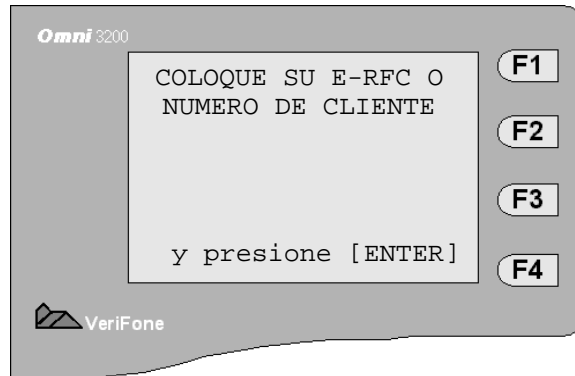 Omni 3200
COLOQUE SU E-RFC O
NUMERO DE CLIENTE
y presione [ENTER]
F1
F2
F3
F4
VeriFone